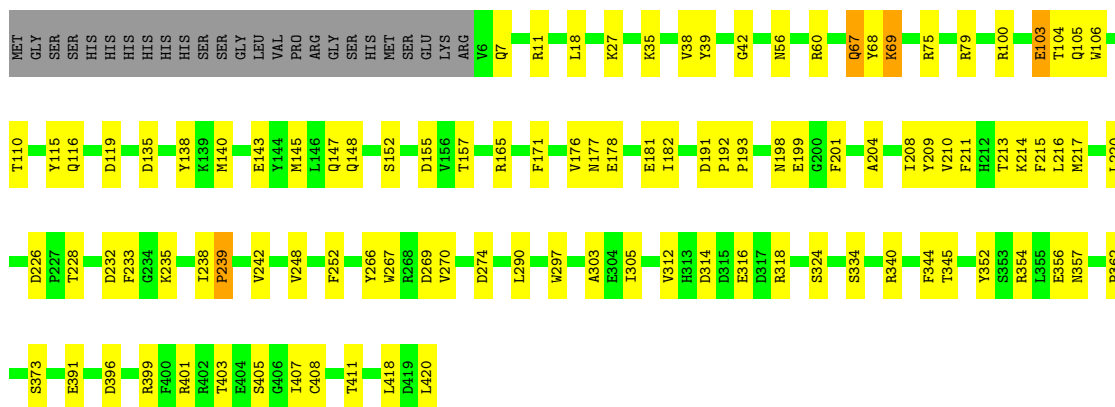 MET GLY SER SER HIS HIS HIS HIS HIS HIS SER SER GLY LEU VAL PRO ARG GLY SER HIS MET SER GLU LYS ARG V6 Q7 R11 L18 K27 K35 V38 Y39 G42 N56 R60 Q67 Y68 K69 R75 R79 R100 E103 T104 Q105 W106
T110 Y115 Q116 D119 D135 Y138 K139 M140 E143 Y144 M145 L146 Q147 Q148 S152 D155 V156 T157 R165 F171 V176 N177 E178 E181 I182 D191 P192 P193 N198 E199 G200 F201 A204 I208 Y209 V210 F211 H212 T213 K214 F215 L216 M217 L220
D226 P227 T228 D232 F233 G234 K235 I238 P239 V242 V248 F252 Y266 W267 R268 D269 V270 D274 L290 W297 A303 E304 I305 V312 H313 D314 D315 E316 D317 R318 S324 S334 R340 F344 T345 Y352 S353 R354 L355 E356 N357
S373 E391 D396 R399 F400 R401 R402 T403 E404 S405 G406 I407 C408 T411 L418 D419 L420